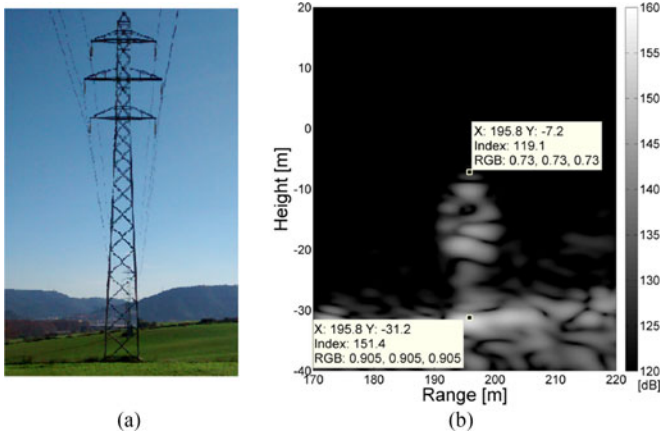 20
10
0
-10
-20
-30
-40
Height [m]
X: 195.8 Y: -7.2
Index: 119.1
RGB: 0.73, 0.73, 0.73
X: 195.8 Y: -31.2
Index: 151.4
RGB: 0.905, 0.905, 0.905
170 190 200 210 220
Range [m]
160
155
150
145
140
135
130
125
120
[dB]
(a)
(b)